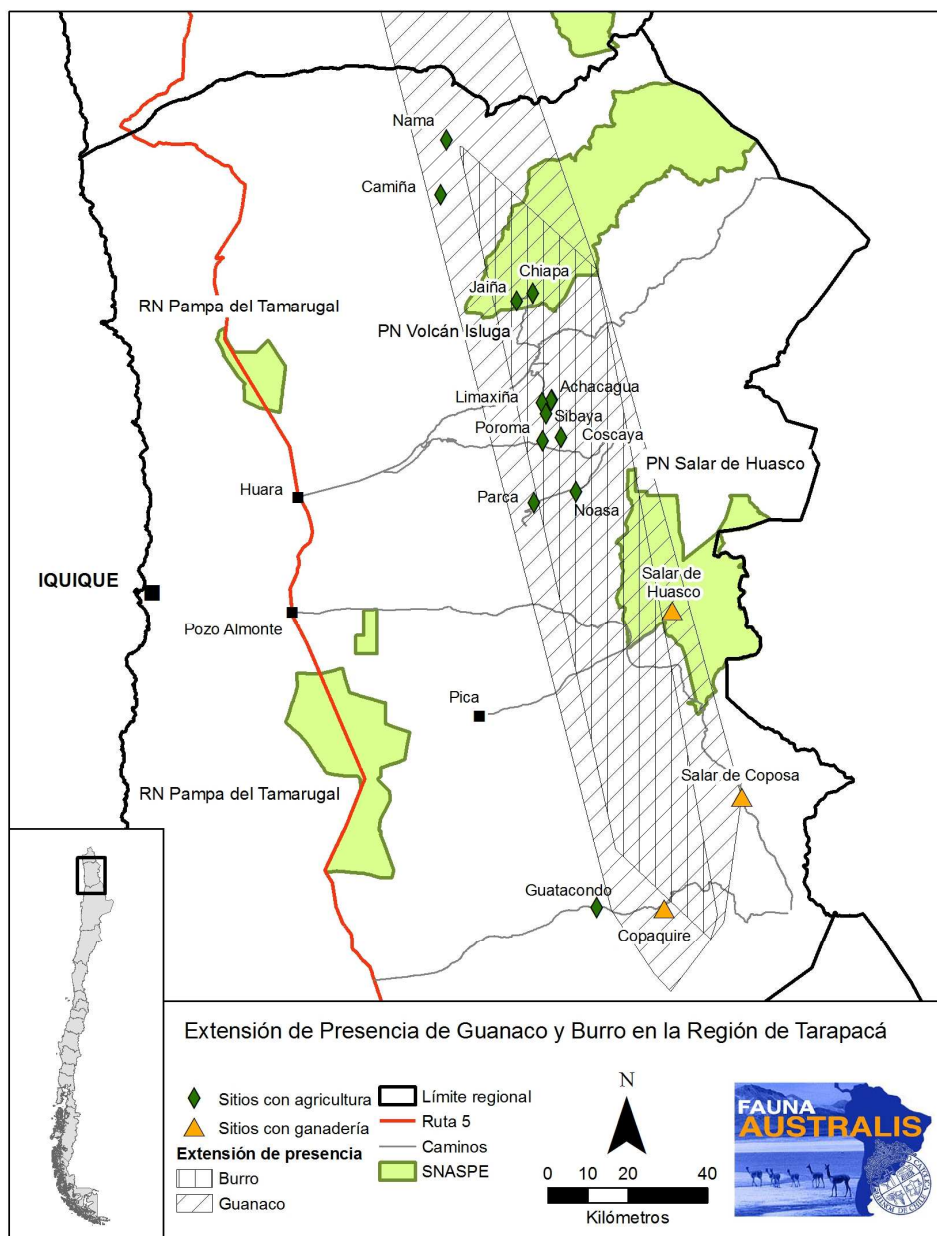 Nama
Camiña
Chiapa
Jaiña
RN Pampa del Tamarugal
PN Volcán Isluga
Achacagua
Limaxiña
Sibaya
Poroma
Coscaya
PN Salar de Huasco
Huara
Parca
Noasa
IQUIQUE
Salar de
Huasco
Pozo Almonte
Pica
Salar de Coposa
RN Pampa del Tamarugal
Guatacondo
Copaquire
Extensión de Presencia de Guanaco y Burro en la Región de Tarapacá
Sitios con agricultura
Sitios con ganadería
Extensión de presencia
Burro
Guanaco
Límite regional
Ruta 5
Caminos
SNASPE
N
0 10 20 40
Kilómetros
FAUNA
AUSTRALIS